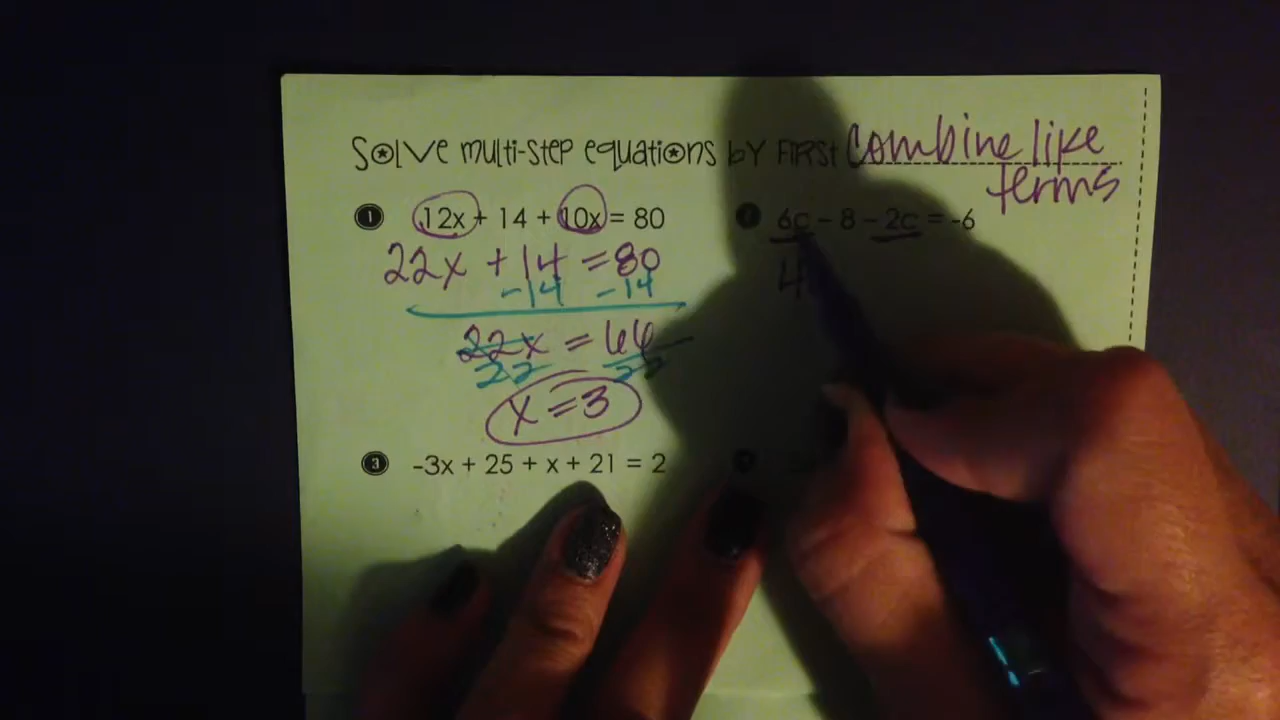 Solve multi-step equations by first combine like
terms
1 12x + 14 + 10x = 80
22x + 14 = 80
-14 -14
22x = 66
22 22
x = 3
2 6c - 8 - 2c = -6
4
3 -3x + 25 + x + 21 = 2